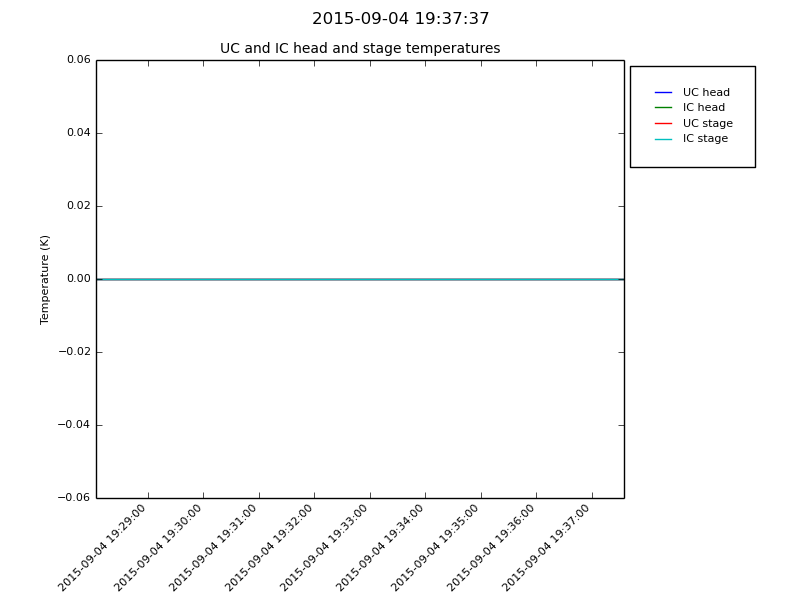 2015-09-04 19:37:37
UC and IC head and stage temperatures
0.06
0.04
0.02
0.00
−0.02
−0.04
−0.06
Temperature (K)
2015-09-04 19:29:00
2015-09-04 19:30:00
2015-09-04 19:31:00
2015-09-04 19:32:00
2015-09-04 19:33:00
2015-09-04 19:34:00
2015-09-04 19:35:00
2015-09-04 19:36:00
2015-09-04 19:37:00
UC head
IC head
UC stage
IC stage